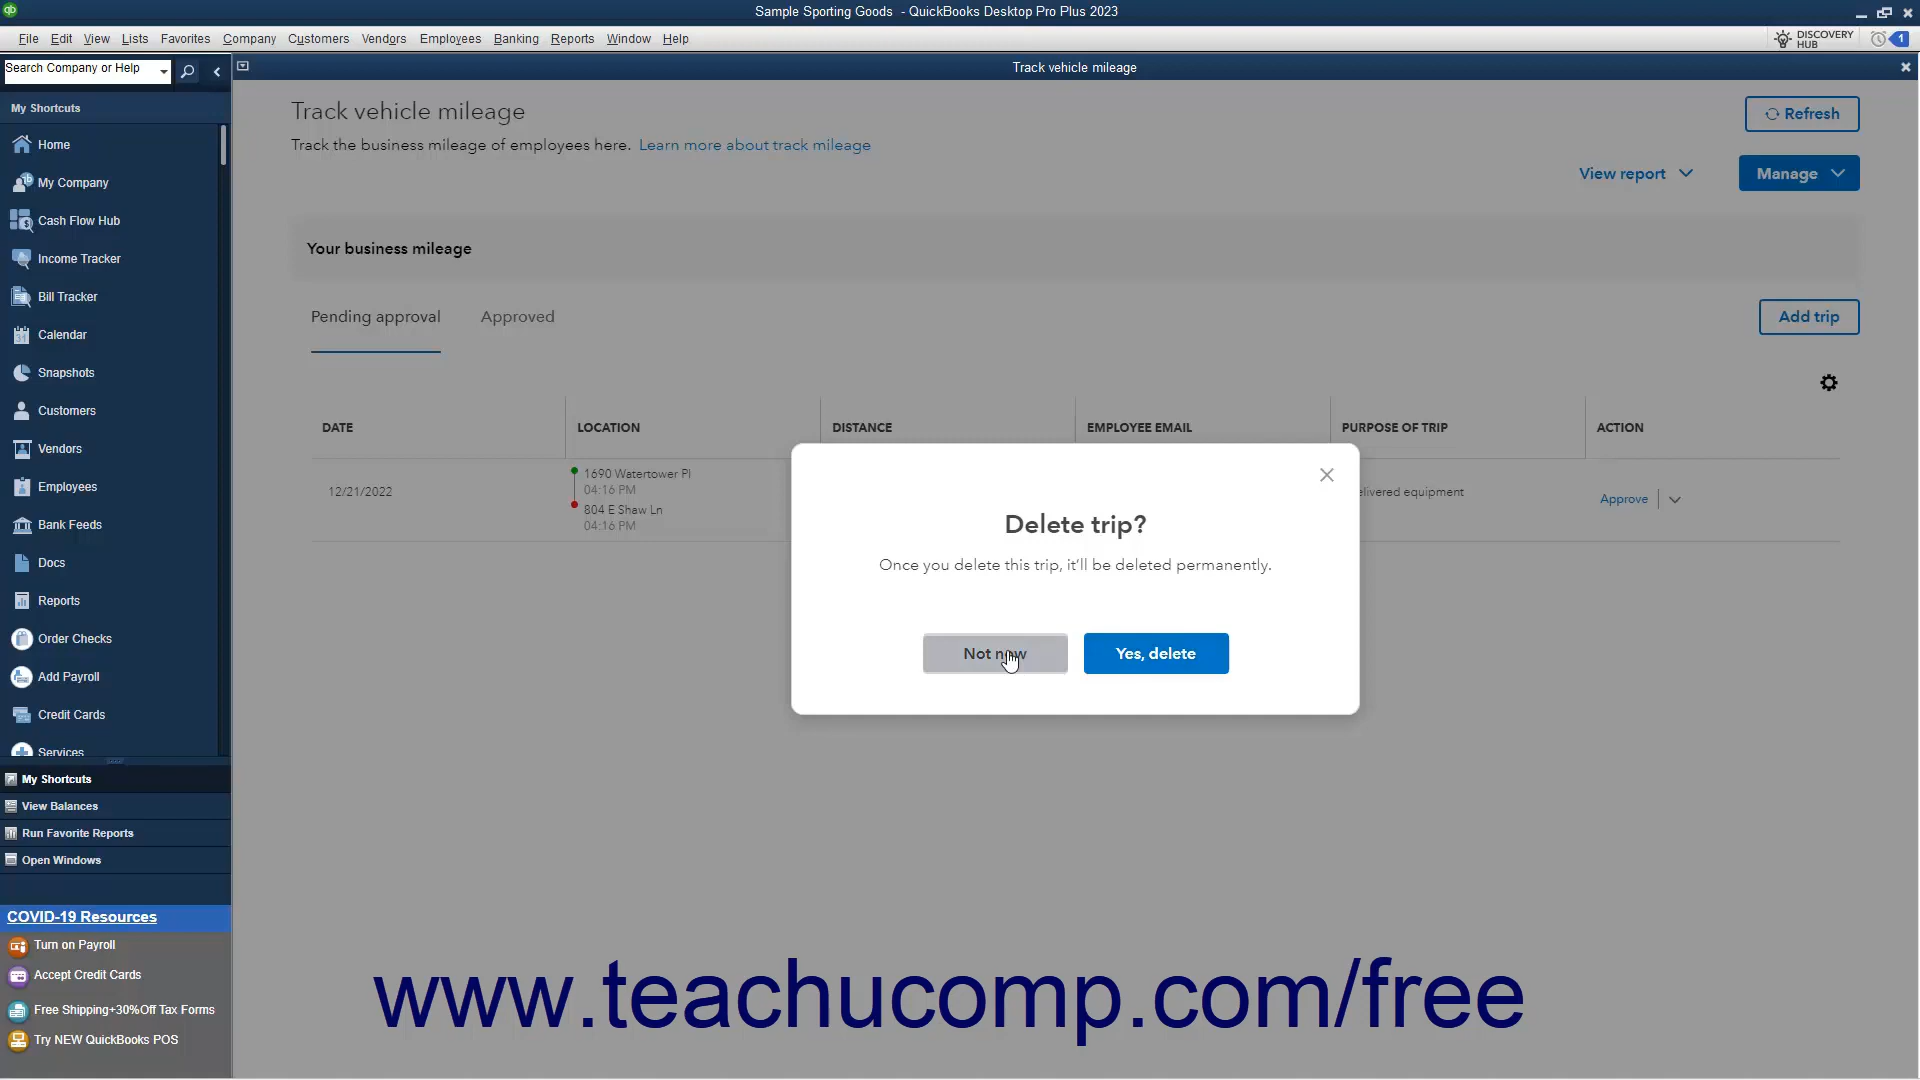 Sample Sporting Goods - QuickBooks Desktop Pro Plus 2023
File Edit View Lists Favorites Company Customers Vendors Employees Banking Reports Window Help
DISCOVERY HUB
1
Search Company or Help
Track vehicle mileage
My Shortcuts
Home
My Company
Cash Flow Hub
Income Tracker
Bill Tracker
Calendar
Snapshots
Customers
Vendors
Employees
Bank Feeds
Docs
Reports
Order Checks
Add Payroll
Credit Cards
Services
My Shortcuts
View Balances
Run Favorite Reports
Open Windows
COVID-19 Resources
Turn on Payroll
Accept Credit Cards
Free Shipping+30%Off Tax Forms
Try NEW QuickBooks POS
Track vehicle mileage
Refresh
Track the business mileage of employees here. Learn more about track mileage
View report
Manage
Your business mileage
Pending approval Approved
Add trip
DATE LOCATION DISTANCE EMPLOYEE EMAIL PURPOSE OF TRIP ACTION
12/21/2022
1690 Watertower Pl
04:16 PM
804 E Shaw Ln
04:16 PM
equipment
Approve
Delete trip?
Once you delete this trip, it'll be deleted permanently.
Not now
Yes, delete
www.teachucomp.com/free